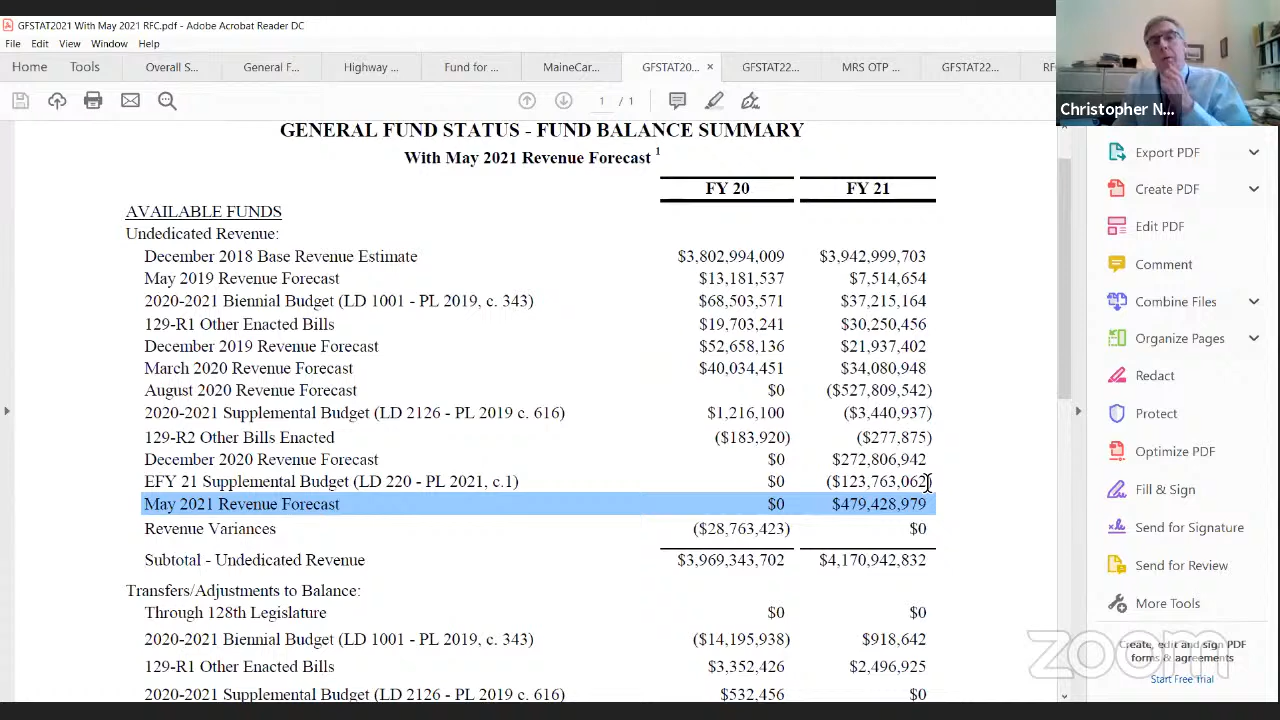 GFSTAT2021 With May 2021 RFC.pdf - Adobe Acrobat Reader DC
File Edit View Window Help
Home Tools Overall S... General F... Highway Fund for ... MaineCar... GFSTAT20... × GFSTAT22... MRS OTP ... GFSTAT22...
1 / 1
Christopher N...
GENERAL FUND STATUS - FUND BALANCE SUMMARY
With May 2021 Revenue Forecast 1
FY 20 FY 21
AVAILABLE FUNDS
Undedicated Revenue:
December 2018 Base Revenue Estimate $3,802,994,009 $3,942,999,703
May 2019 Revenue Forecast $13,181,537 $7,514,654
2020-2021 Biennial Budget (LD 1001 - PL 2019, c. 343) $68,503,571 $37,215,164
129-R1 Other Enacted Bills $19,703,241 $30,250,456
December 2019 Revenue Forecast $52,658,136 $21,937,402
March 2020 Revenue Forecast $40,034,451 $34,080,948
August 2020 Revenue Forecast $0 ($527,809,542)
2020-2021 Supplemental Budget (LD 2126 - PL 2019 c. 616) $1,216,100 ($3,440,937)
129-R2 Other Bills Enacted ($183,920) ($277,875)
December 2020 Revenue Forecast $0 $272,806,942
EFY 21 Supplemental Budget (LD 220 - PL 2021, c.1) $0 ($123,763,062)
May 2021 Revenue Forecast $0 $479,428,979
Revenue Variances ($28,763,423) $0
Subtotal - Undedicated Revenue $3,969,343,702 $4,170,942,832
Transfers/Adjustments to Balance:
Through 128th Legislature $0 $0
2020-2021 Biennial Budget (LD 1001 - PL 2019, c. 343) ($14,195,938) $918,642
129-R1 Other Enacted Bills $3,352,426 $2,496,925
2020-2021 Supplemental Budget (LD 2126 - PL 2019 c. 616) $532,456 $0
Export PDF
Create PDF
Edit PDF
Comment
Combine Files
Organize Pages
Redact
Protect
Optimize PDF
Fill & Sign
Send for Signature
Send for Review
More Tools
Create, edit and sign PDF
forms & agreements
Start Free Trial
zoom